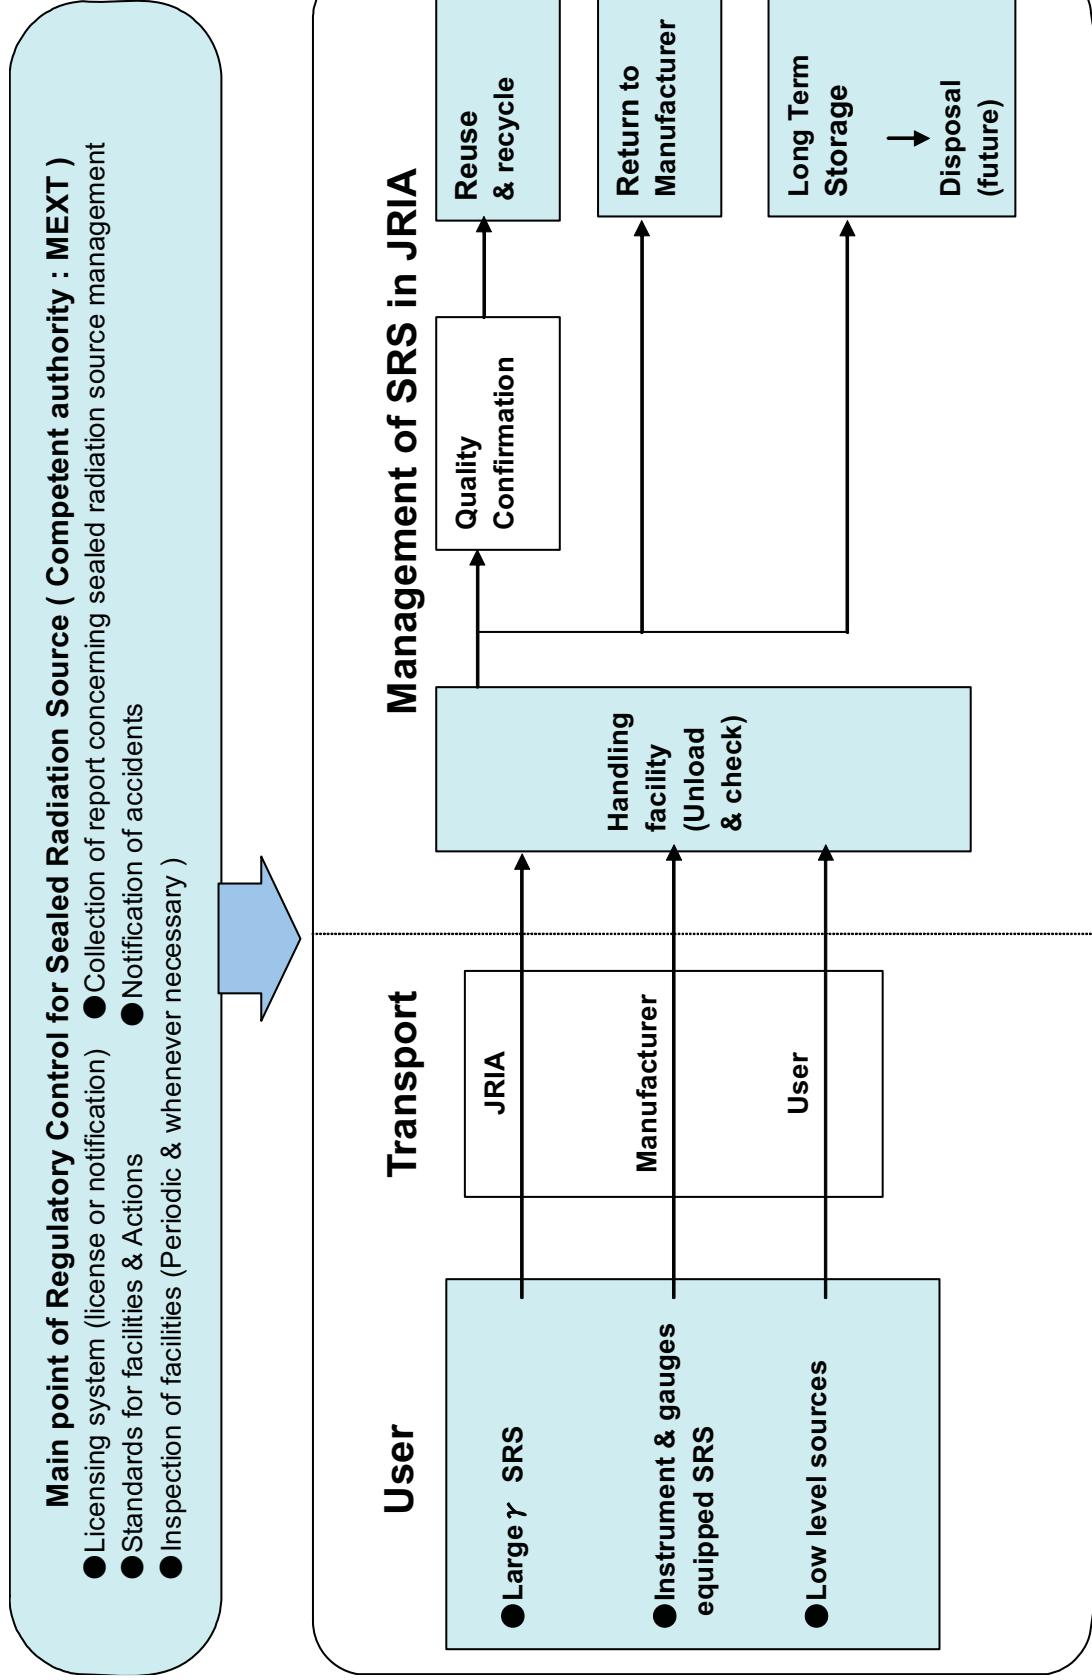 Main point of Regulatory Control for Sealed Radiation Source ( Competent authority : MEXT )
●Licensing system (license or notification) ●Collection of report concerning sealed radiation source management
●Standards for facilities & Actions ●Notification of accidents
●Inspection of facilities (Periodic & whenever necessary )
User
Transport
Management of SRS in JRIA
●Large γ SRS
●Instrument & gauges
equipped SRS
●Low level sources
JRIA
Manufacturer
User
Handling
facility
(Unload
& check)
Quality
Confirmation
Reuse
& recycle
Return to
Manufacturer
Long Term
Storage
Disposal
(future)